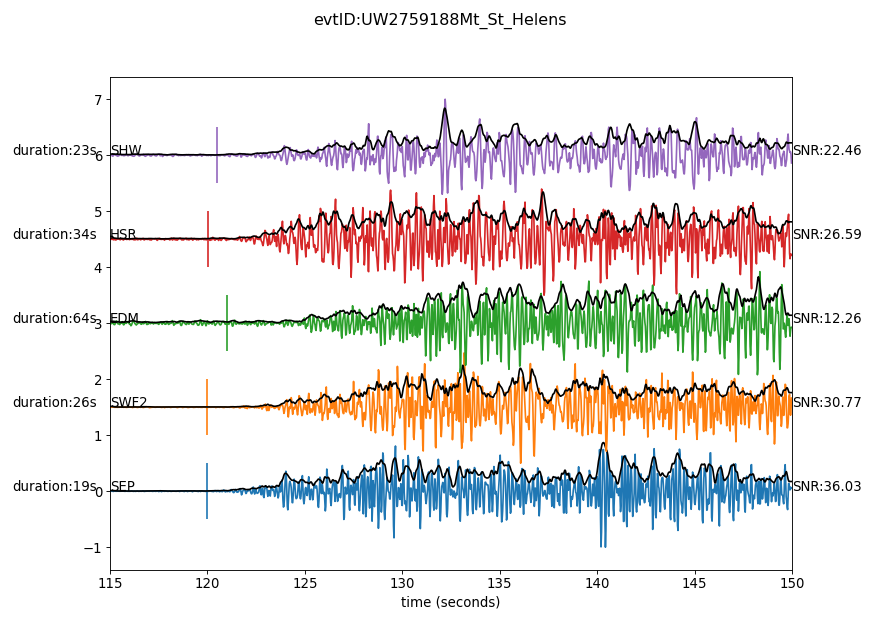 evtID:UW2759188Mt_St_Helens
7
duration:23s 6 SHW SNR:22.46
5
duration:34s HSR SNR:26.59
4
duration:64s 3 EDM SNR:12.26
2
duration:26s SWF2 SNR:30.77
1
duration:19s 0 SEP SNR:36.03
−1
115 120 125 130 135 140 145 150
time (seconds)